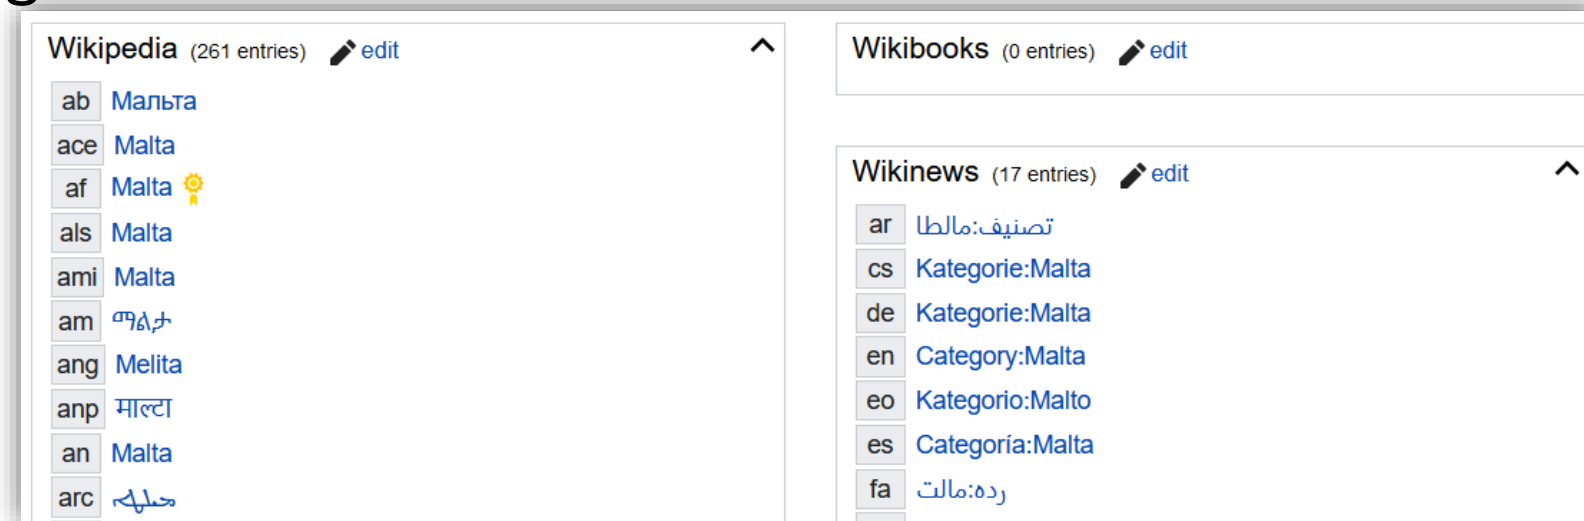 Wikipedia (261 entries) edit
ab Мальта
ace Malta
af Malta
als Malta
ami Malta
am ማልታ
ang Melita
anp माल्टा
an Malta
arc
Wikibooks (0 entries) edit
Wikinews (17 entries) edit
ar تصنيف:مالطا
cs Kategorie:Malta
de Kategorie:Malta
en Category:Malta
eo Kategorio:Malto
es Categoría:Malta
fa رده:مالت